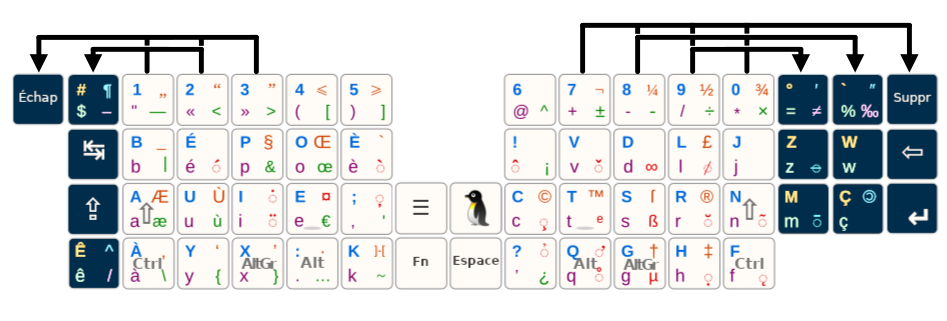 Échap # ¶ 1 „ 2 “ 3 ” 4 ⩽ 5 ⩾ 6 7 ¬ 8 ¼ 9 ½ 0 ¾ ° ′ ` ″ Suppr
$ – " — « < » > ( [ ) ] @ ^ + ± - - / ÷ * × = ≠ % ‰
B _ É P § O Œ È ` ! V D L £ J Z W
b | é ◌́ p & o œ è ◌̀ ◌̂ ¡ v ◌̌ d ∞ l ◌̸ j z w
A Æ U Ù I ◌̇ E ¤ ; ◌̦ C © T ™ S ſ R ® N M Ç
a æ u ù i ◌̈ e € , ' c ◌̧ t ᵉ s ß r ◌̆ n ◌̃ m ◌̄ ç
Ê ^ À Y ‘ X ’ : · K ? ◌̉ Q G † H ‡ F
Ctrl AltGr Alt Fn Espace Alt AltGr Ctrl
ê / à \ y { x } . … k ~ ’ ¿ q ◌̊ g µ h ◌̣ f ◌̨